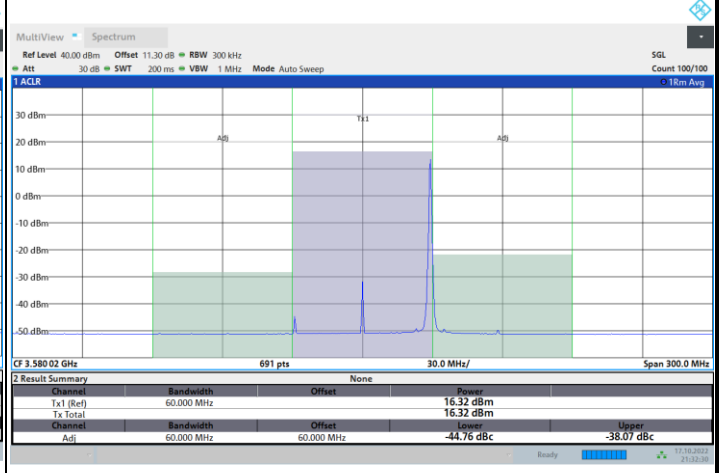 MultiView Spectrum
Ref Level 40.00 dBm Offset 11.30 dB RBW 300 kHz SGL
Att 30 dB SWT 200 ms VBW 1 MHz Mode Auto Sweep Count 100/100
1 ACLR 1Rm Avg
30 dBm Tx1
20 dBm Adj Adj
10 dBm
0 dBm
-10 dBm
-20 dBm
-30 dBm
-40 dBm
-50 dBm
CF 3.580 02 GHz 691 pts 30.0 MHz/ Span 300.0 MHz
2 Result Summary None
Channel Bandwidth Offset Power
Tx1 (Ref) 60.000 MHz 16.32 dBm
Tx Total 16.32 dBm
Channel Bandwidth Offset Lower Upper
Adj 60.000 MHz 60.000 MHz -44.76 dBc -38.07 dBc
Ready 17.10.2022
21:32:30